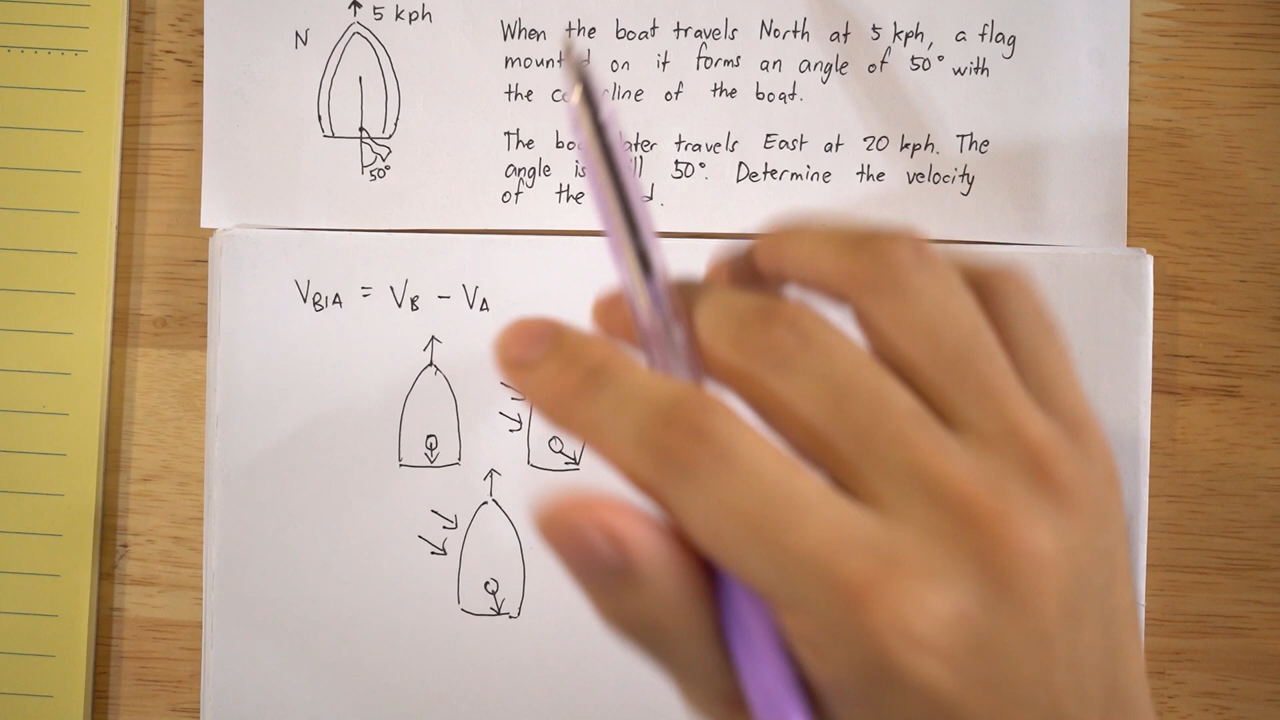 5 kph
N
50°
When the boat travels North at 5 kph, a flag
on it forms an angle of 50° with
the line of the boat.
The travels East at 20 kph. The
angle is 50°. Determine the velocity
of the
V_B/A = V_B - V_A